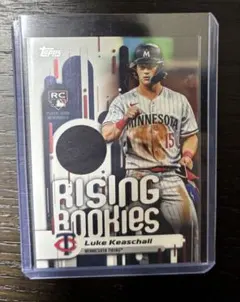 Topps
RC
MINNESOTA
15
RISING
ROOKIES
Luke Keaschall
MINNESOTA TWINS